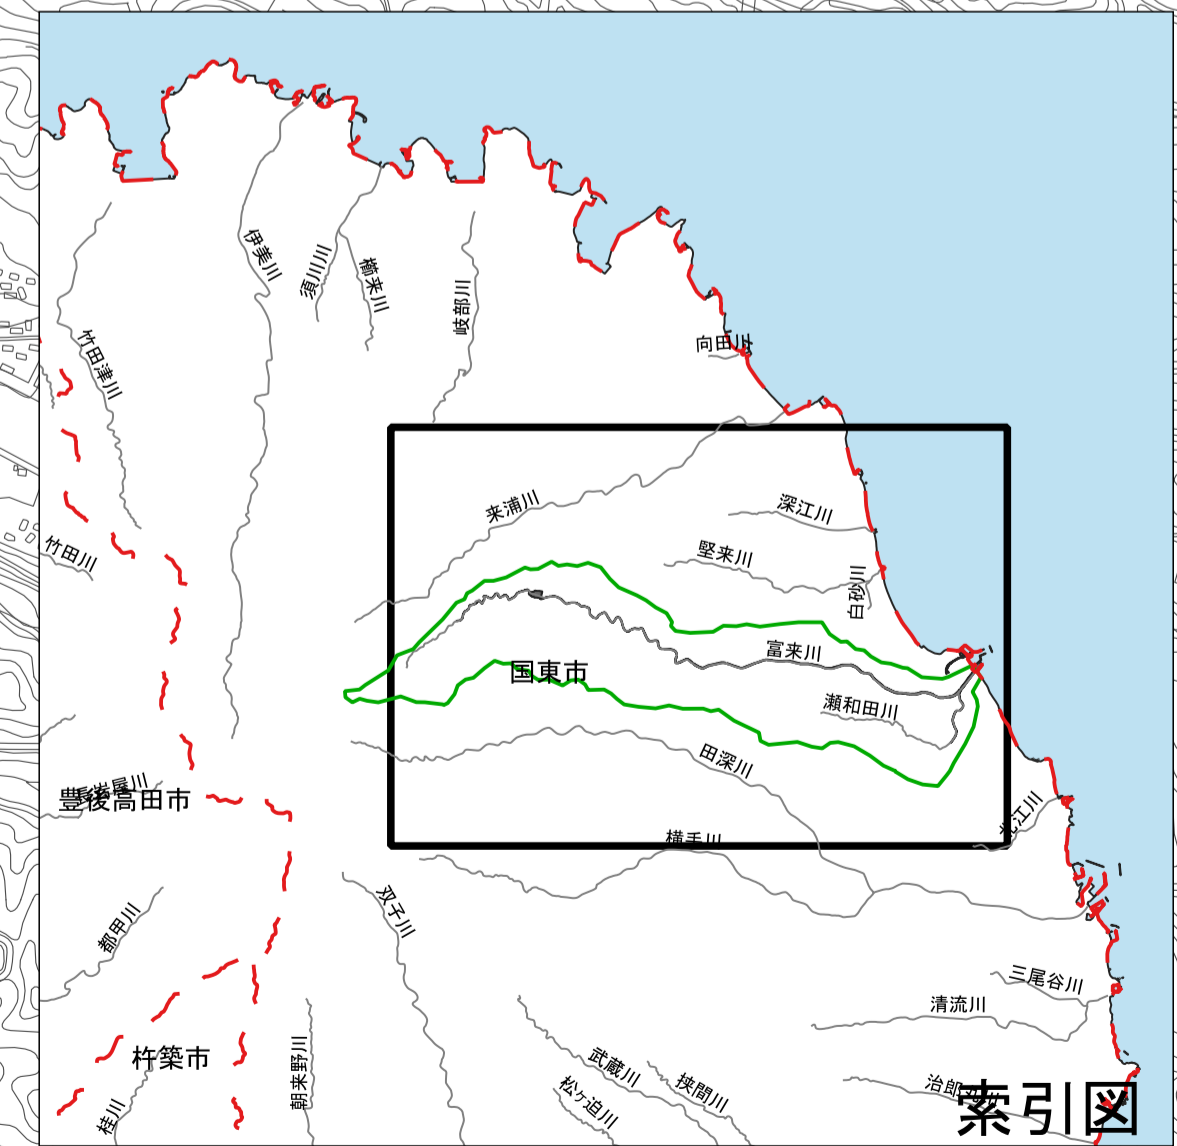 伊美川
須川川
櫛来川
岐部川
向田川
竹田津川
来浦川
深江川
堅来川
竹田川
白砂川
富来川
国東市
瀬和田川
田深川
豊後高田市
横手川
双子川
都甲川
三尾谷川
清流川
朝来野川
杵築市
武蔵川
挟間川
松ヶ迫川
桂川
索引図